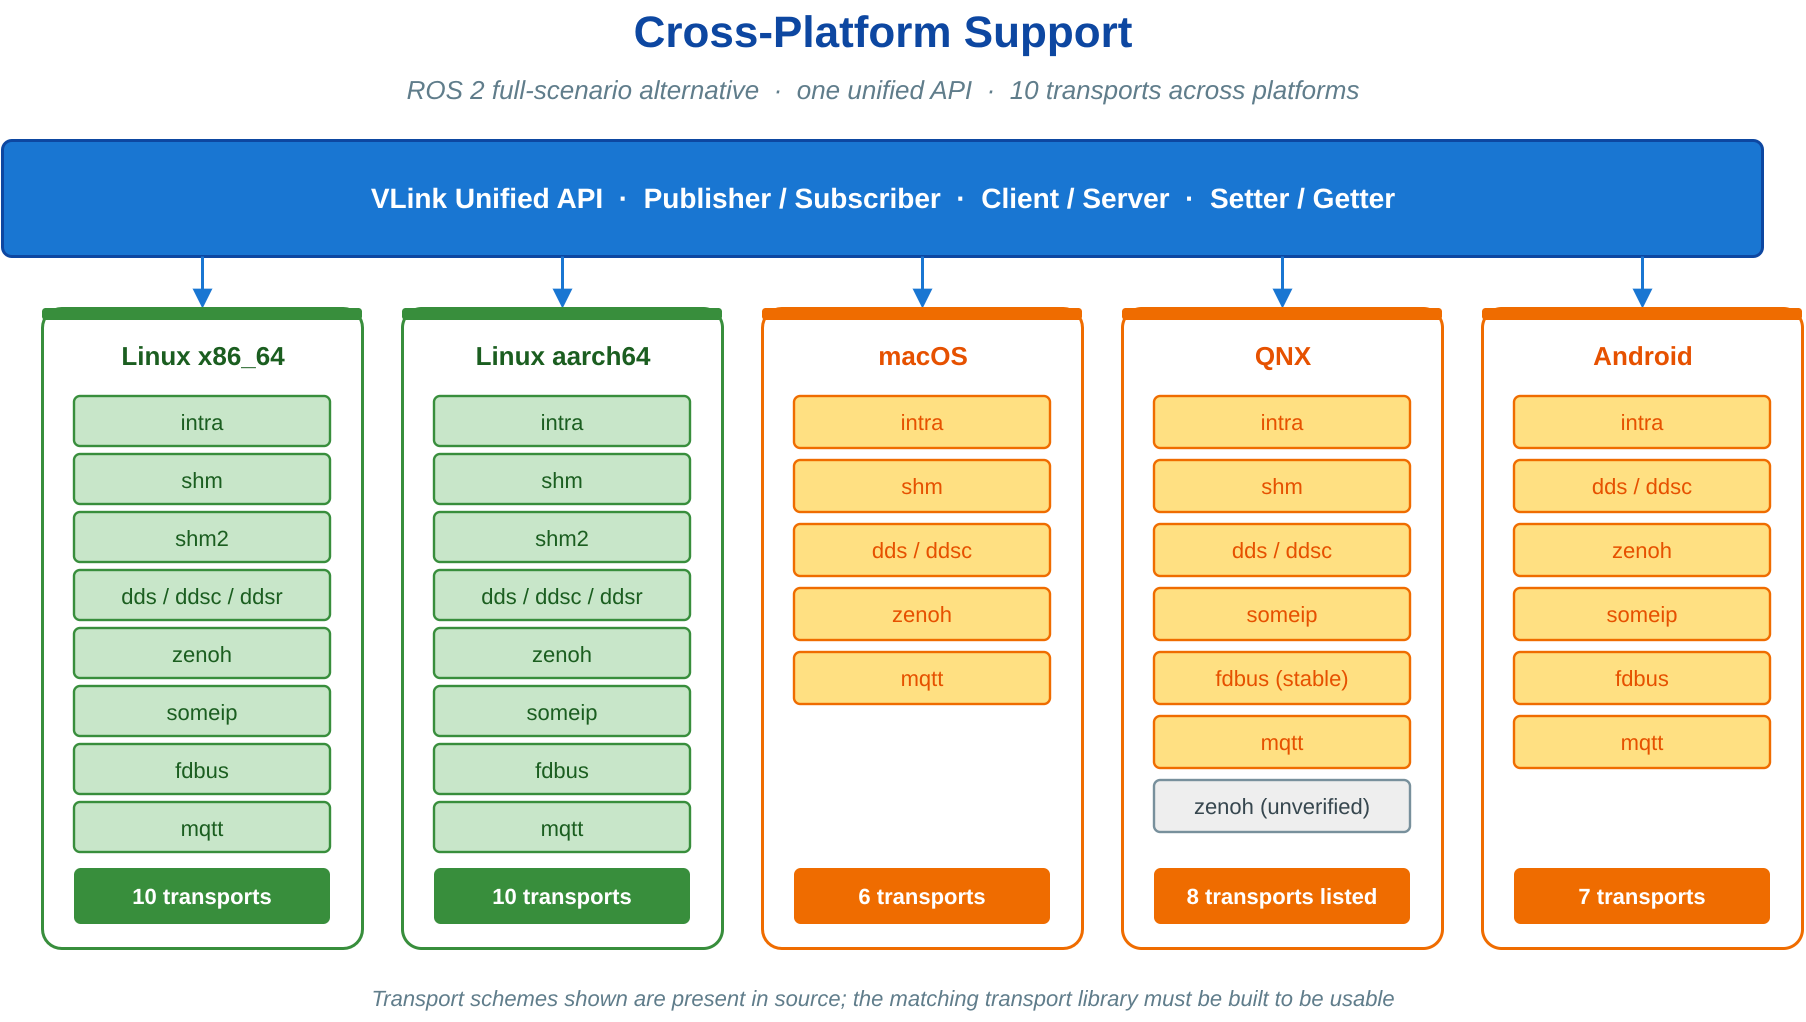 Cross-Platform Support
ROS 2 full-scenario alternative · one unified API · 10 transports across platforms
VLink Unified API · Publisher / Subscriber · Client / Server · Setter / Getter
Linux x86_64
intra
shm
shm2
dds / ddsc / ddsr
zenoh
someip
fdbus
mqtt
10 transports
Linux aarch64
intra
shm
shm2
dds / ddsc / ddsr
zenoh
someip
fdbus
mqtt
10 transports
macOS
intra
shm
dds / ddsc
zenoh
mqtt
6 transports
QNX
intra
shm
dds / ddsc
someip
fdbus (stable)
mqtt
zenoh (unverified)
8 transports listed
Android
intra
dds / ddsc
zenoh
someip
fdbus
mqtt
7 transports
Transport schemes shown are present in source; the matching transport library must be built to be usable